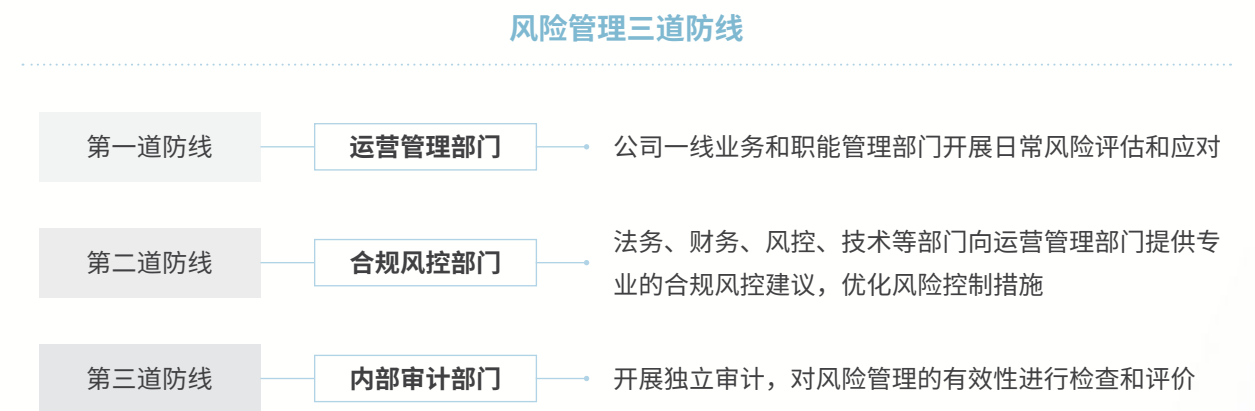 风险管理三道防线
第一道防线
运营管理部门
公司一线业务和职能管理部门开展日常风险评估和应对
第二道防线
合规风控部门
法务、财务、风控、技术等部门向运营管理部门提供专
业的合规风控建议，优化风险控制措施
第三道防线
内部审计部门
开展独立审计，对风险管理的有效性进行检查和评价